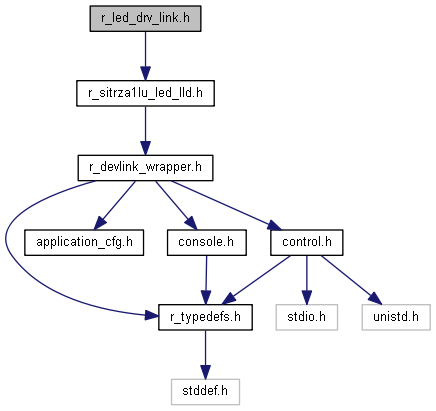 r_led_drv_link.h
r_sitrza1lu_led_lld.h
r_devlink_wrapper.h
application_cfg.h
console.h
control.h
r_typedefs.h
stdio.h
unistd.h
stddef.h